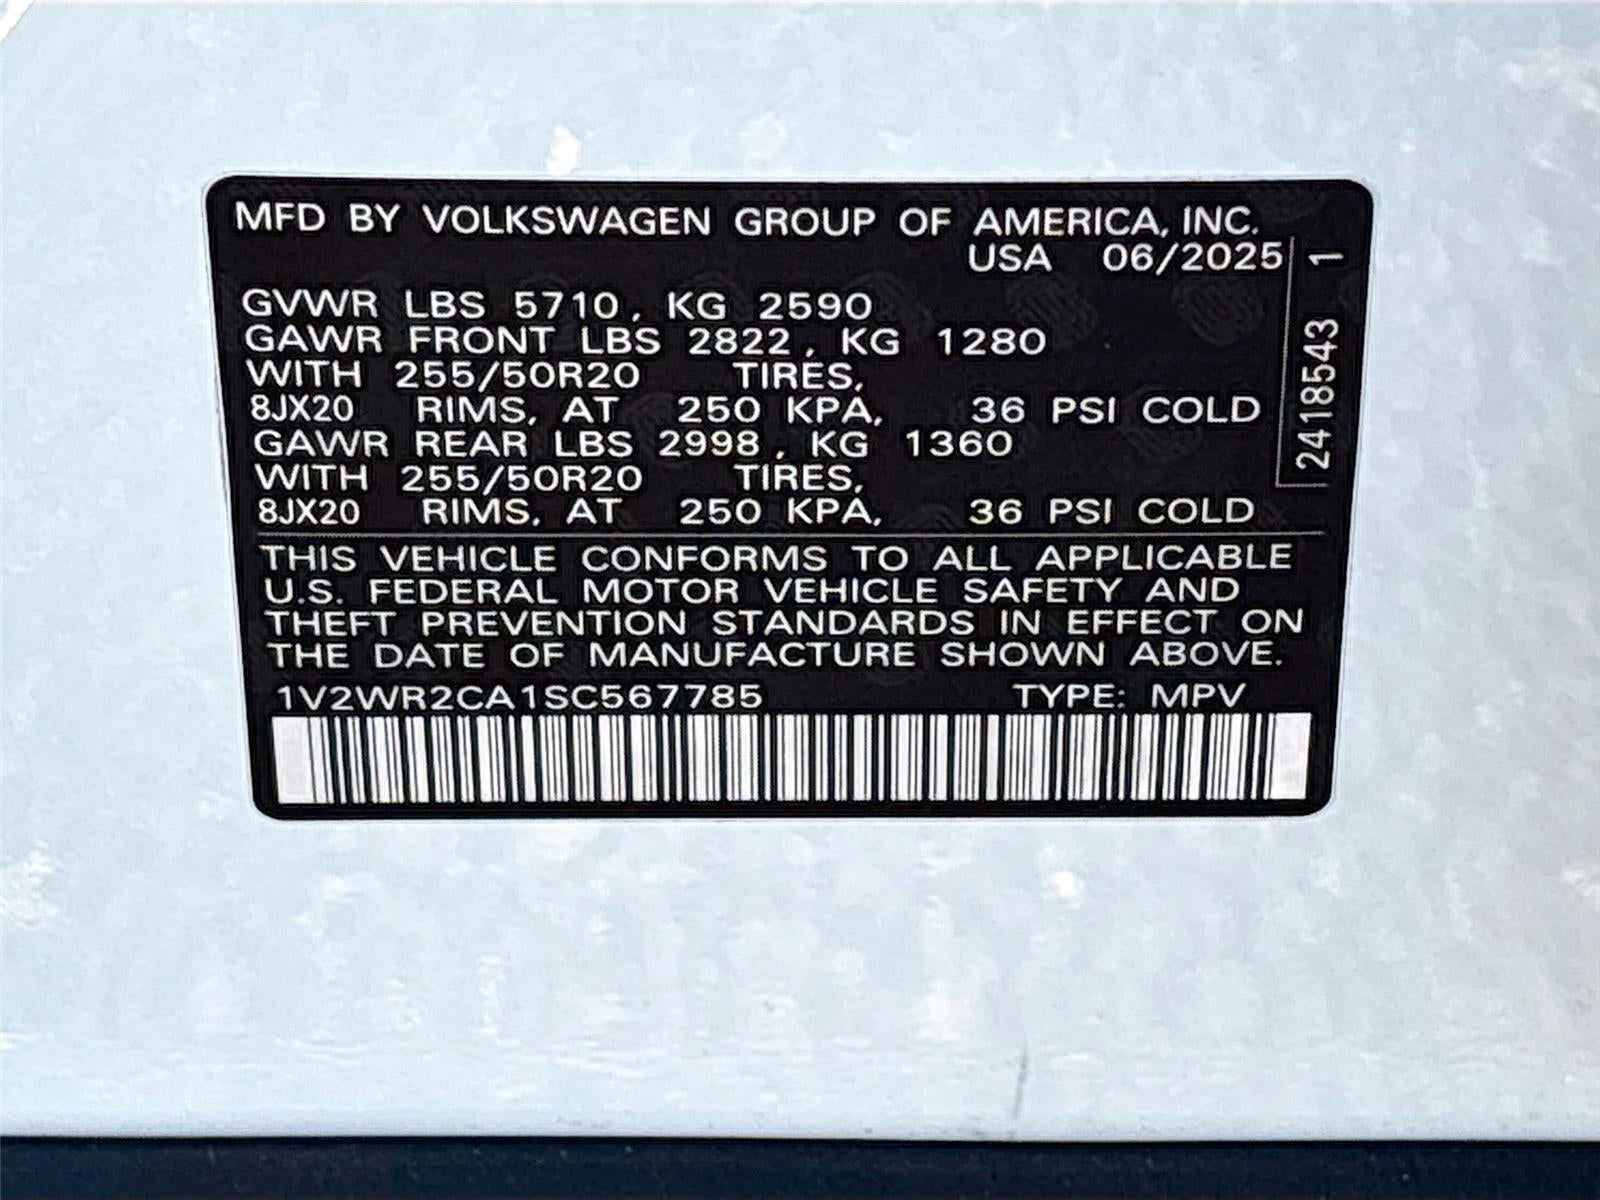 MFD BY VOLKSWAGEN GROUP OF AMERICA, INC.
USA 06/2025
GVWR LBS 5710, KG 2590
GAWR FRONT LBS 2822, KG 1280
WITH 255/50R20 TIRES,
8JX20 RIMS, AT 250 KPA, 36 PSI COLD
GAWR REAR LBS 2998, KG 1360
WITH 255/50R20 TIRES,
8JX20 RIMS, AT 250 KPA, 36 PSI COLD
THIS VEHICLE CONFORMS TO ALL APPLICABLE
U.S. FEDERAL MOTOR VEHICLE SAFETY AND
THEFT PREVENTION STANDARDS IN EFFECT ON
THE DATE OF MANUFACTURE SHOWN ABOVE.
1V2WR2CA1SC567785 TYPE: MPV
24185543 1